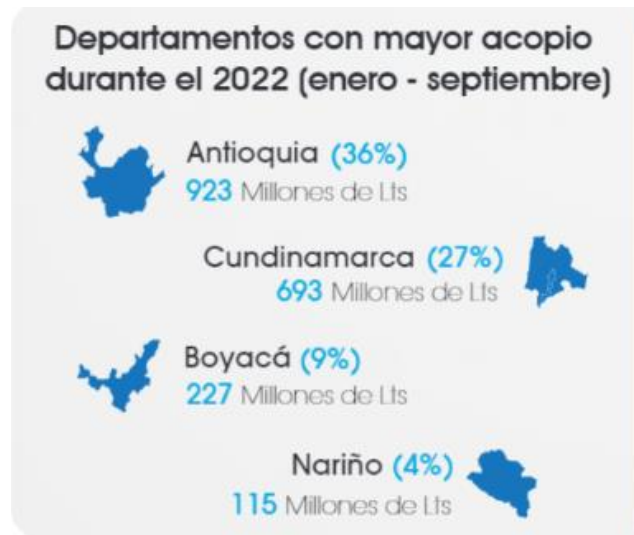 Departamentos con mayor acopio
durante el 2022 (enero - septiembre)
Antioquia (36%)
923 Millones de Lts
Cundinamarca (27%)
693 Millones de Lts
Boyacá (9%)
227 Millones de Lts
Nariño (4%)
115 Millones de Lts